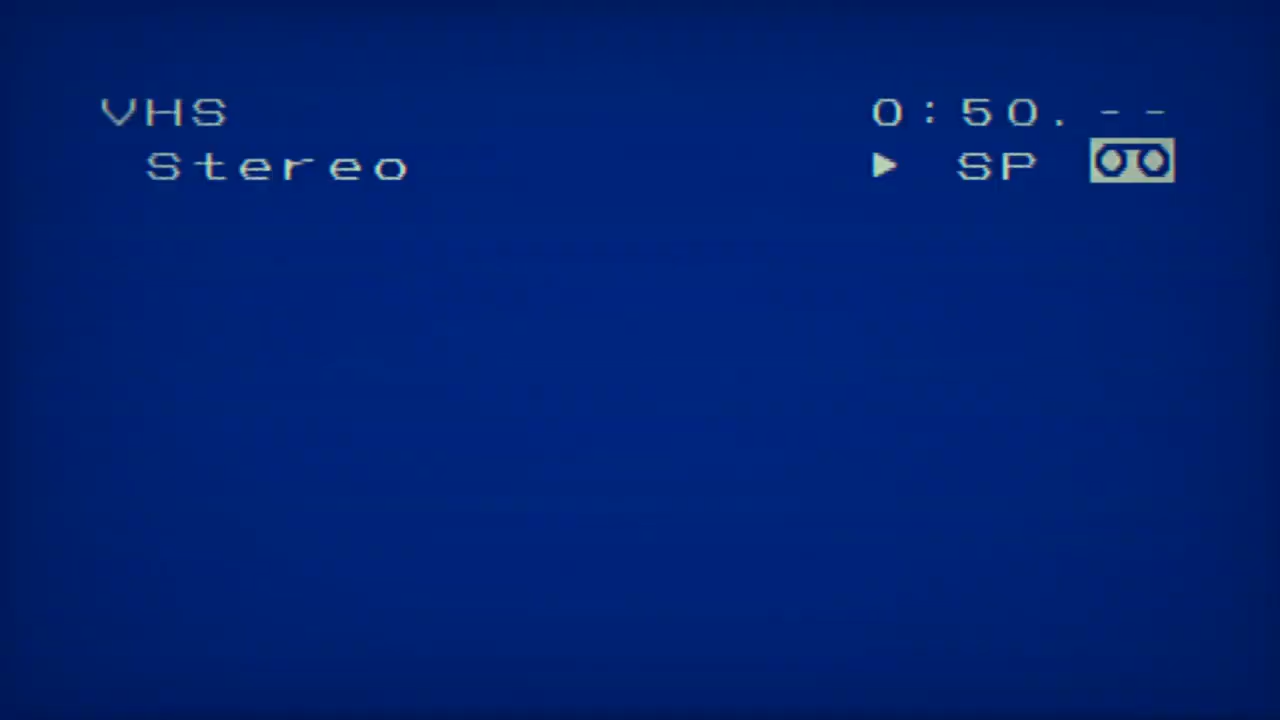 VHS 0:50.--
Stereo ► SP